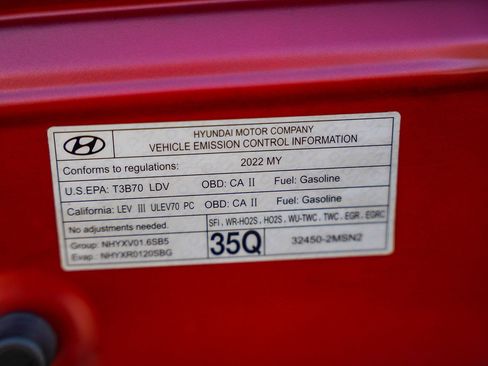 HYUNDAI MOTOR COMPANY
VEHICLE EMISSION CONTROL INFORMATION
Conforms to regulations: 2022 MY
U.S.EPA: T3B70 LDV OBD: CA II Fuel: Gasoline
California: LEV III ULEV70 PC OBD: CA II Fuel: Gasoline
No adjustments needed. SFI , WR-HO2S , HO2S , WU-TWC , TWC , EGR , EGRC
Group: NHYXV01.6SB5 35Q 32450-2MSN2
Evap : NHYXR0120SBG